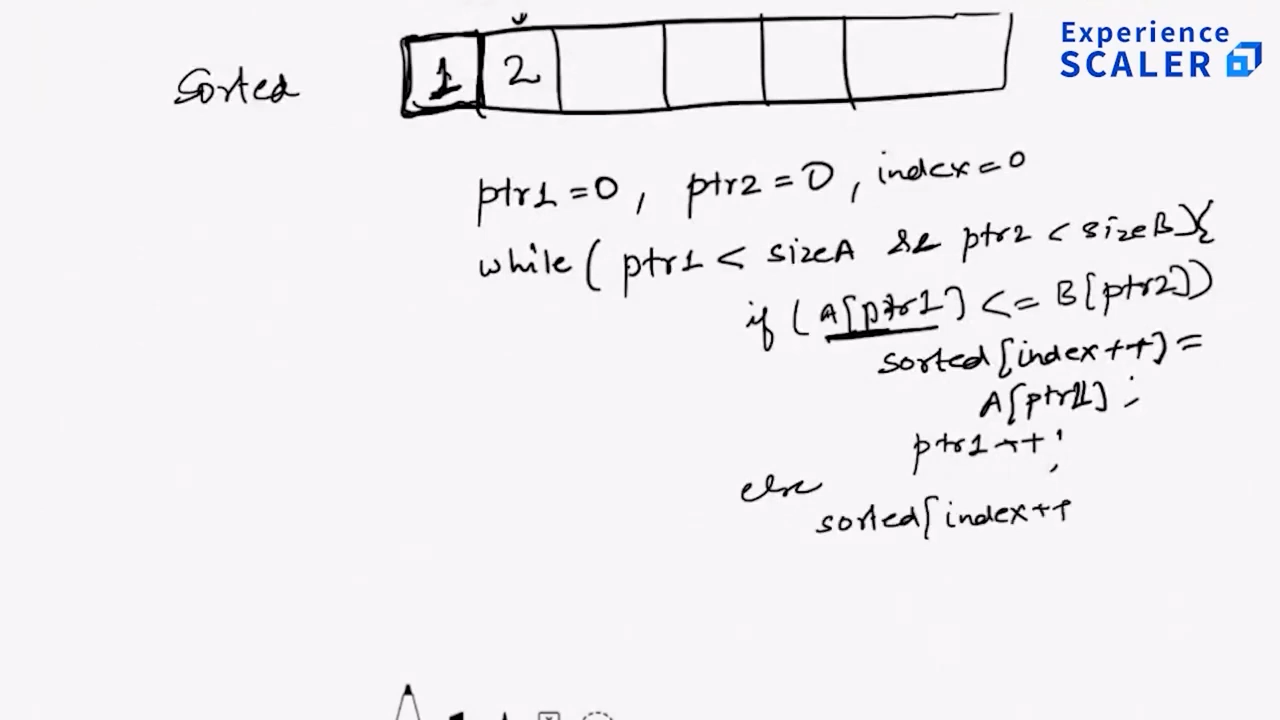 Experience
SCALER
Sorted
1 2
ptr1 = 0, ptr2 = 0, index = 0
while ( ptr1 < sizeA && ptr2 < sizeB ) {
if ( A[ptr1] <= B[ptr2] )
sorted[index++] =
A[ptr1];
ptr1++;
else
sorted[index++